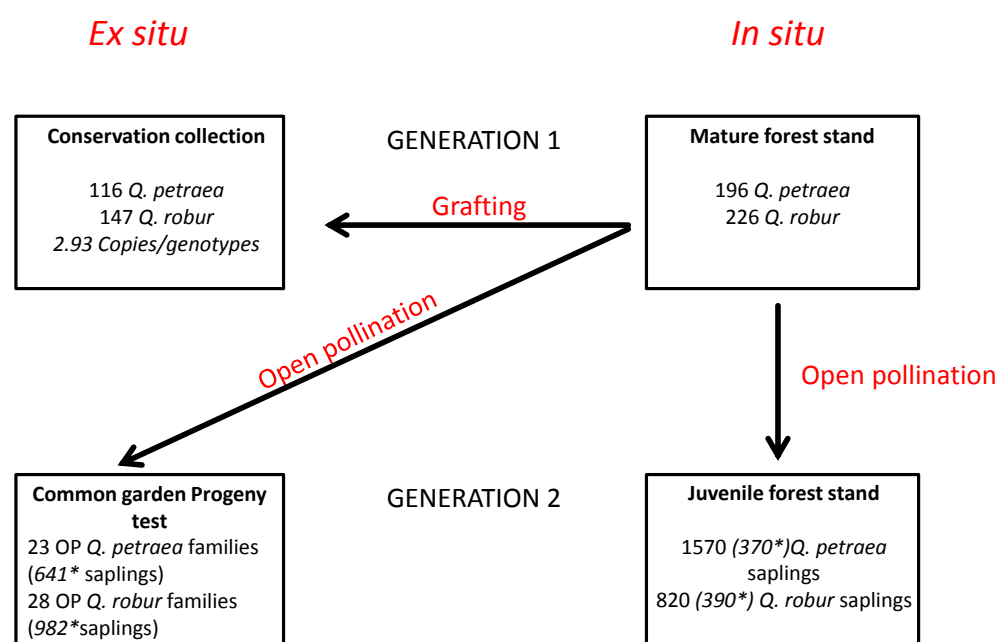 Ex situ
In situ
Conservation collection
116 Q. petraea
147 Q. robur
2.93 Copies/genotypes
GENERATION 1
Mature forest stand
196 Q. petraea
226 Q. robur
Grafting
Open pollination
Open pollination
Common garden Progeny
test
23 OP Q. petraea families
(641* saplings)
28 OP Q. robur families
(982*saplings)
GENERATION 2
Juvenile forest stand
1570 (370*)Q. petraea
saplings
820 (390*) Q. robur saplings